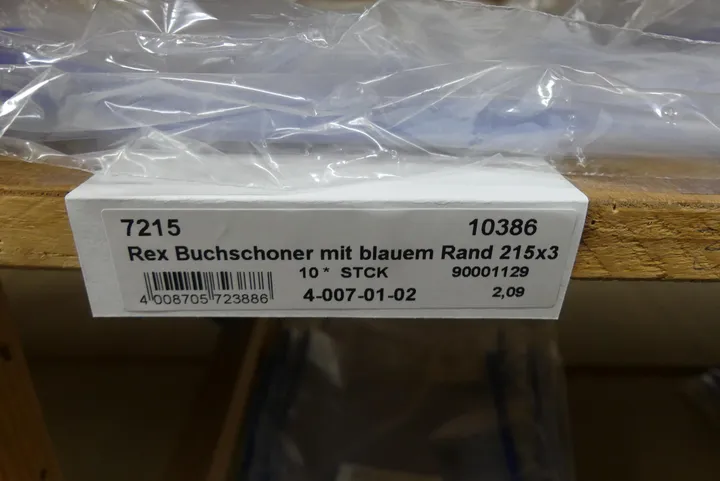 7215 10386
Rex Buchschoner mit blauem Rand 215x3
10 * STCK 90001129
4 008705 723886 4-007-01-02 2,09